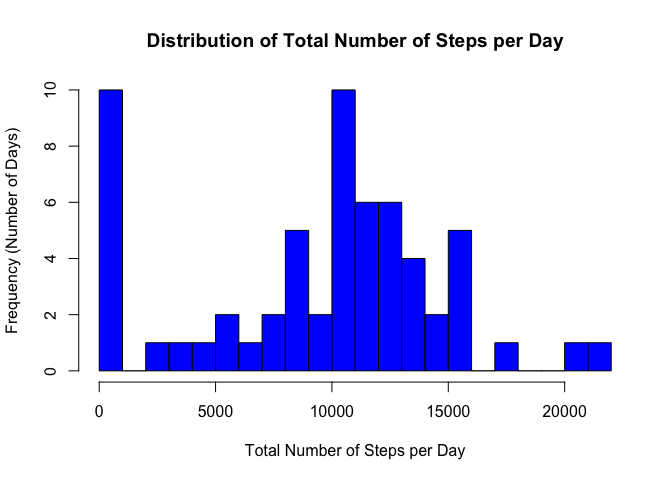 Distribution of Total Number of Steps per Day
Frequency (Number of Days)
10
8
6
4
2
0
0 5000 10000 15000 20000
Total Number of Steps per Day